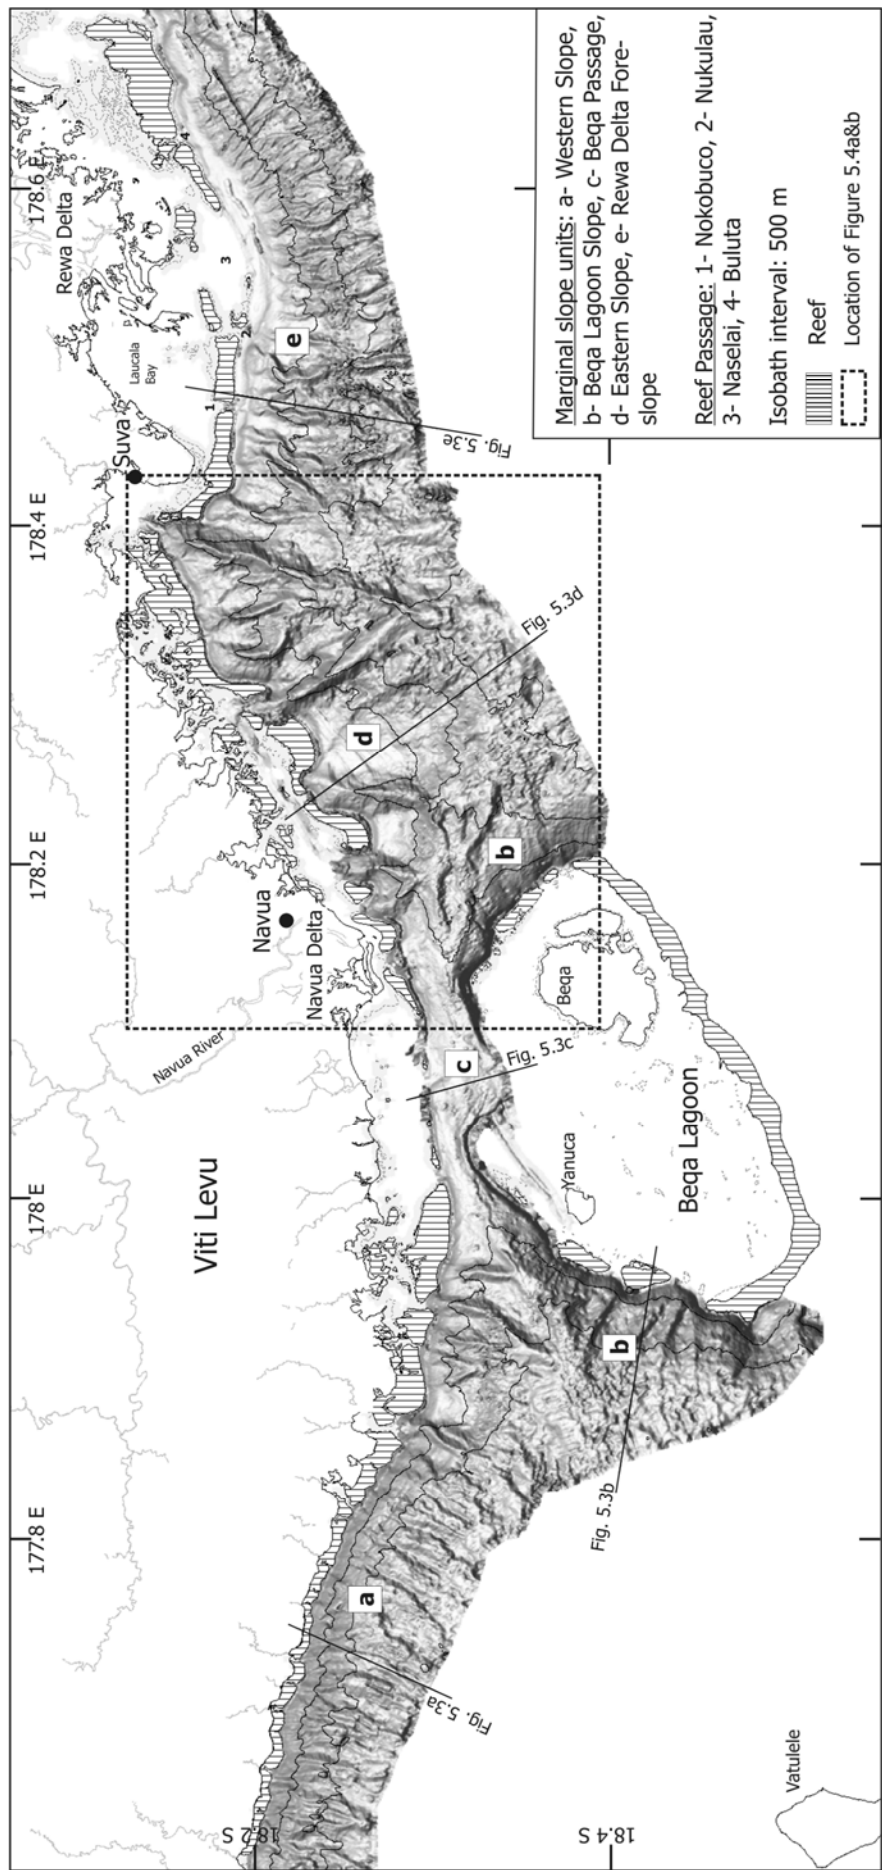 177.8 E
178 E
178.2 E
178.4 E
178.6 E
18.2 S
18.4 S
Viti Levu
Navua River
Navua
Navua Delta
Suva
Laucala
Bay
Rewa Delta
1
2
3
4
a
b
c
b
d
e
Fig. 5.3a
Fig. 5.3b
Fig. 5.3c
Fig. 5.3d
Fig. 5.3e
Vatulele
Yanuca
Beqa
Beqa Lagoon
Marginal slope units: a- Western Slope,
b- Beqa Lagoon Slope, c- Beqa Passage,
d- Eastern Slope, e- Rewa Delta Fore-
slope
Reef Passage: 1- Nokobuco, 2- Nukulau,
3- Naselai, 4- Buluta
Isobath interval: 500 m
Reef
Location of Figure 5.4a&b